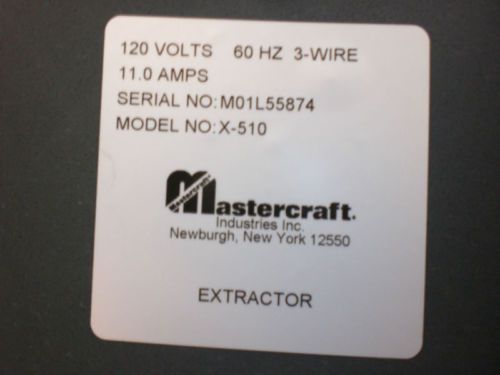 120 VOLTS 60 HZ 3-WIRE
11.0 AMPS
SERIAL NO: M01L55874
MODEL NO: X-510
Mastercraft.
Mastercraft
Industries Inc.
Newburgh, New York 12550
EXTRACTOR